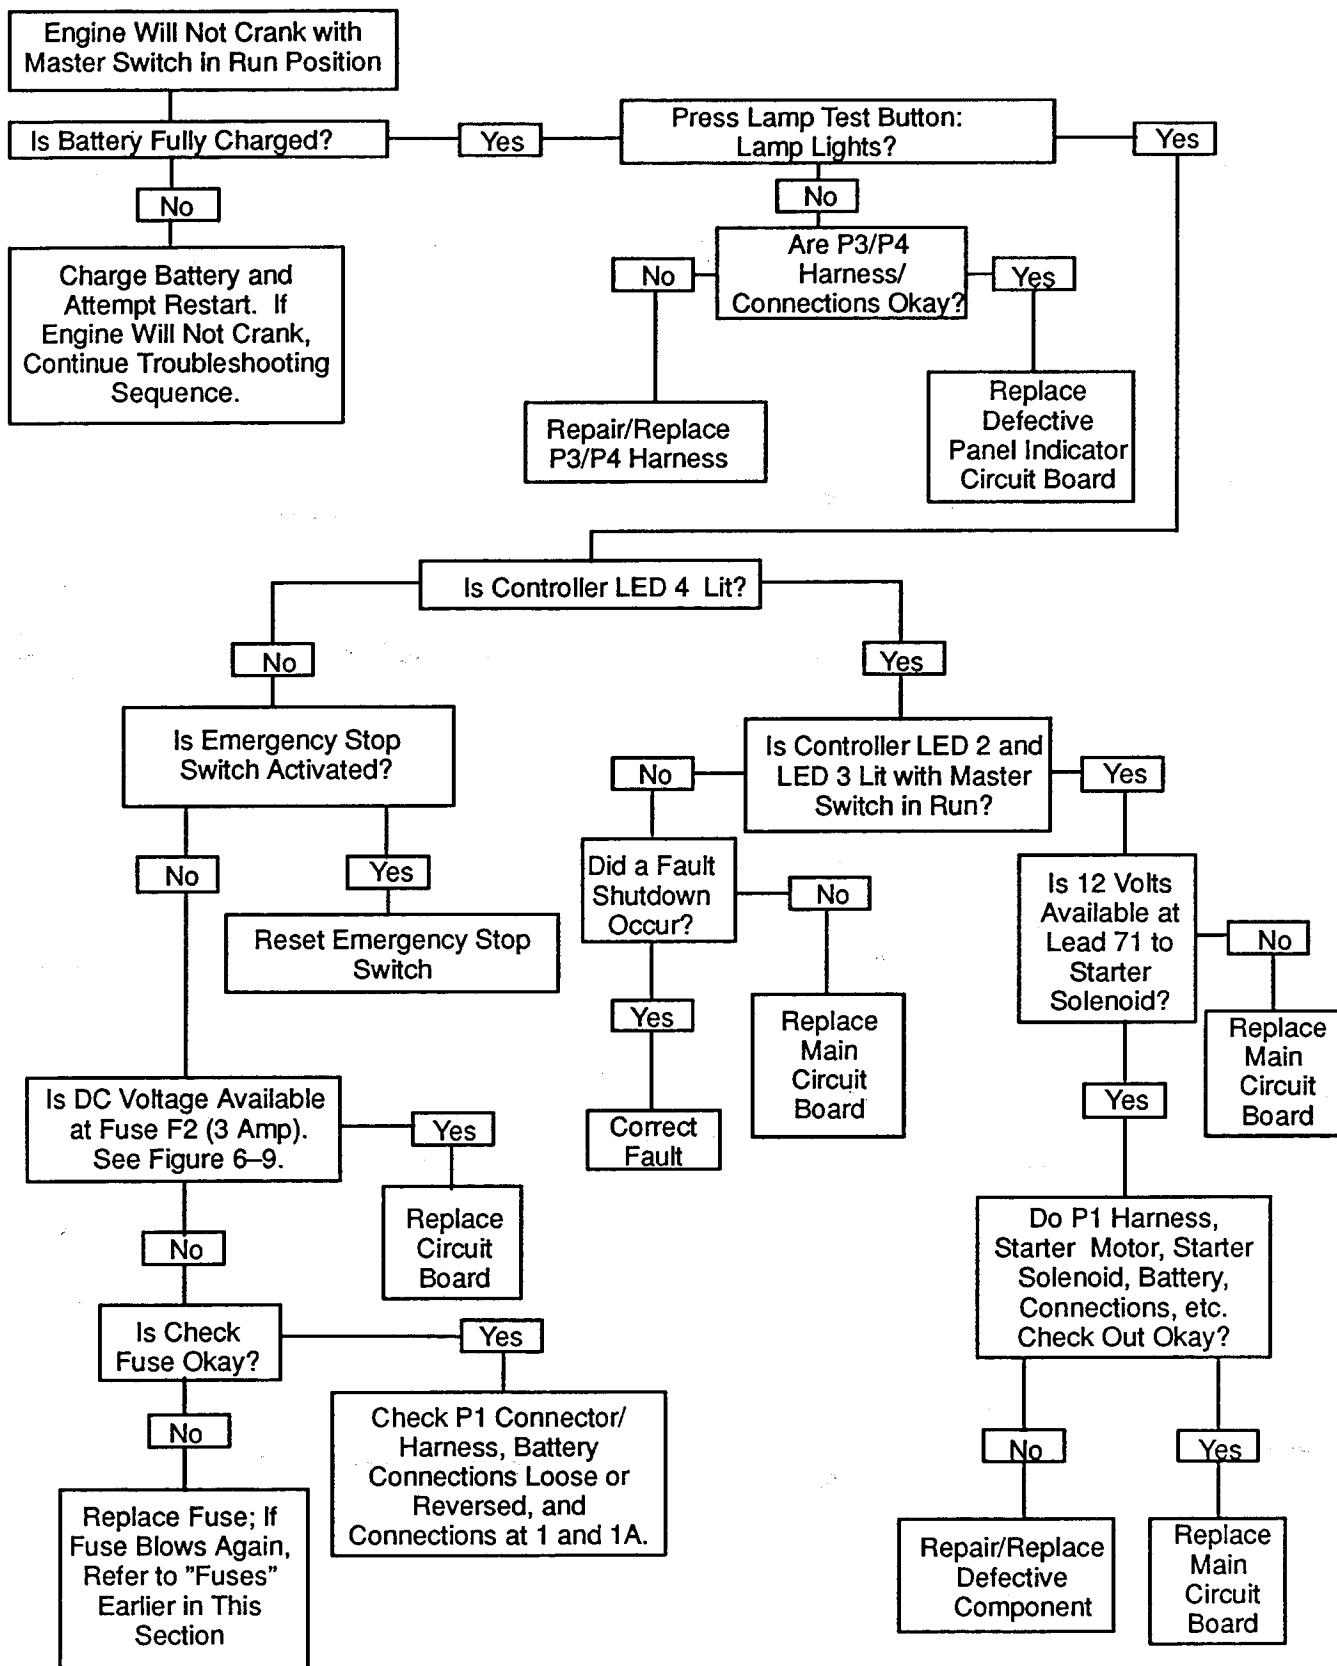 Engine Will Not Crank with
Master Switch in Run Position
Is Battery Fully Charged?
Yes
Press Lamp Test Button:
Lamp Lights?
Yes
No
No
Charge Battery and
Attempt Restart. If
Engine Will Not Crank,
Continue Troubleshooting
Sequence.
Are P3/P4
Harness/
Connections Okay?
No
Yes
Repair/Replace
P3/P4 Harness
Replace
Defective
Panel Indicator
Circuit Board
Is Controller LED 4 Lit?
No
Yes
Is Emergency Stop
Switch Activated?
No
Yes
Reset Emergency Stop
Switch
Is DC Voltage Available
at Fuse F2 (3 Amp).
See Figure 6–9.
Yes
Replace
Circuit
Board
No
Is Check
Fuse Okay?
Yes
Check P1 Connector/
Harness, Battery
Connections Loose or
Reversed, and
Connections at 1 and 1A.
No
Replace Fuse; If
Fuse Blows Again,
Refer to ”Fuses”
Earlier in This
Section
Is Controller LED 2 and
LED 3 Lit with Master
Switch in Run?
No
Yes
Did a Fault
Shutdown
Occur?
No
Replace
Main
Circuit
Board
Yes
Correct
Fault
Is 12 Volts
Available at
Lead 71 to
Starter
Solenoid?
No
Replace
Main
Circuit
Board
Yes
Do P1 Harness,
Starter Motor, Starter
Solenoid, Battery,
Connections, etc.
Check Out Okay?
No
Yes
Repair/Replace
Defective
Component
Replace
Main
Circuit
Board